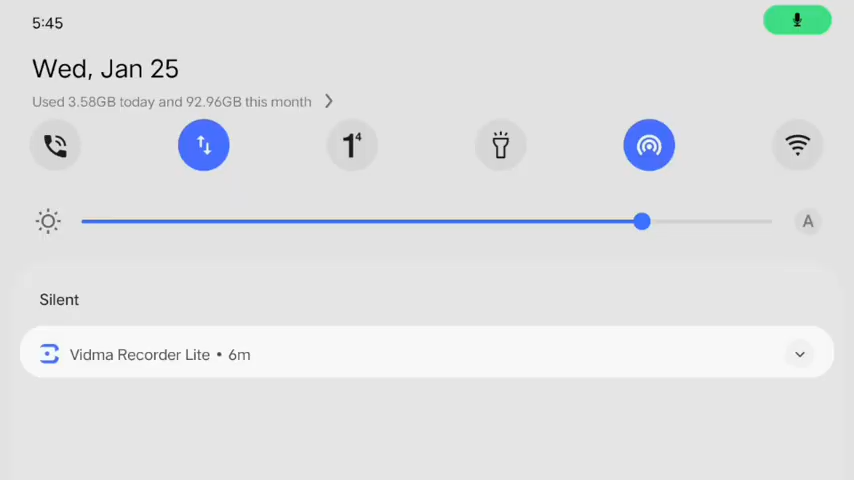 5:45
Wed, Jan 25
Used 3.58GB today and 92.96GB this month
1⁴
A
Silent
Vidma Recorder Lite • 6m